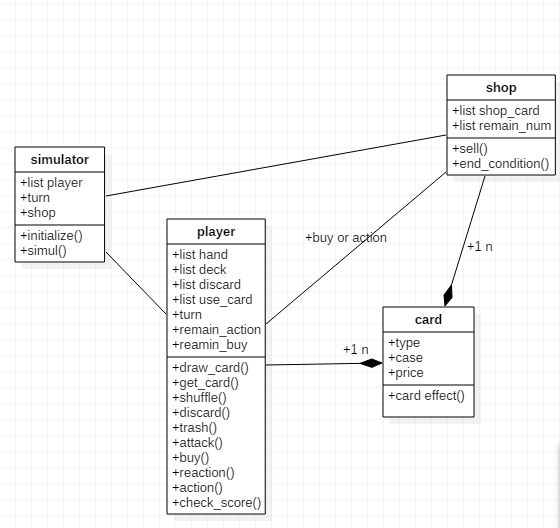 shop
+list shop_card
+list remain_num
+sell()
+end_condition()
simulator
+list player
+turn
+shop
+initialize()
+simul()
player
+list hand
+list deck
+list discard
+list use_card
+turn
+remain_action
+reamin_buy
+draw_card()
+get_card()
+shuffle()
+discard()
+trash()
+attack()
+buy()
+reaction()
+action()
+check_score()
+buy or action
+1 n
+1 n
card
+type
+case
+price
+card effect()